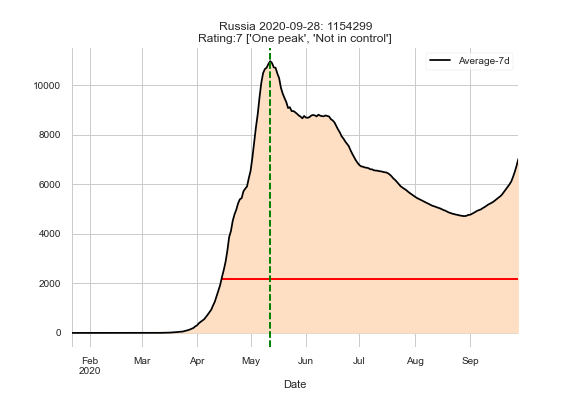 Russia 2020-09-28: 1154299
Rating:7 ['One peak', 'Not in control']
Average-7d
10000
8000
6000
4000
2000
0
Feb Mar Apr May Jun Jul Aug Sep
2020
Date